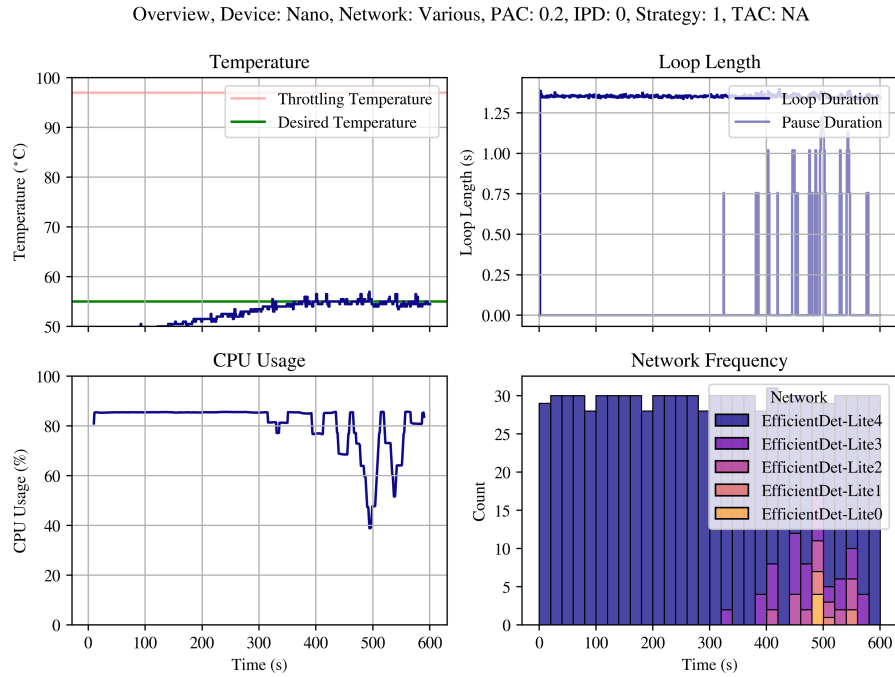 Overview, Device: Nano, Network: Various, PAC: 0.2, IPD: 0, Strategy: 1, TAC: NA
Temperature
100
90
80
70
60
50
Temperature (°C)
Throttling Temperature
Desired Temperature
Loop Length
1.25
1.00
0.75
0.50
0.25
0.00
Loop Length (s)
Loop Duration
Pause Duration
CPU Usage
100
80
60
40
20
0
CPU Usage (%)
0 100 200 300 400 500 600
Time (s)
Network Frequency
30
25
20
15
10
5
0
Count
Network
EfficientDet-Lite4
EfficientDet-Lite3
EfficientDet-Lite2
EfficientDet-Lite1
EfficientDet-Lite0
0 100 200 300 400 500 600
Time (s)